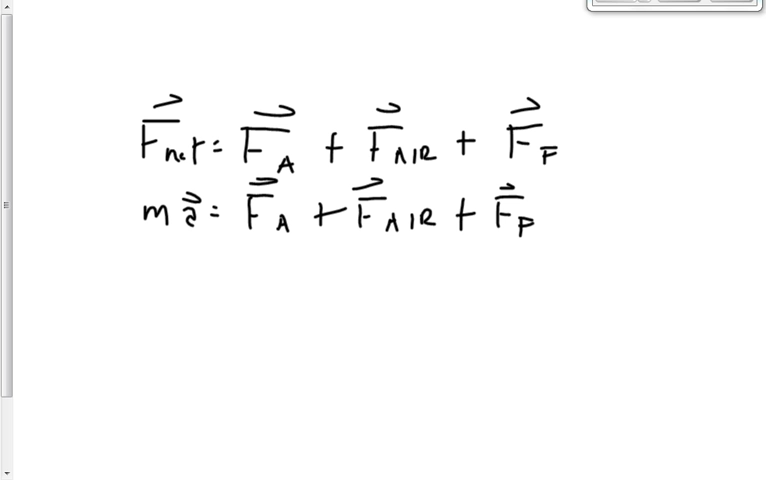 F⃗net = F⃗A + F⃗AIR + F⃗F
ma⃗ = F⃗A + F⃗AIR + F⃗F